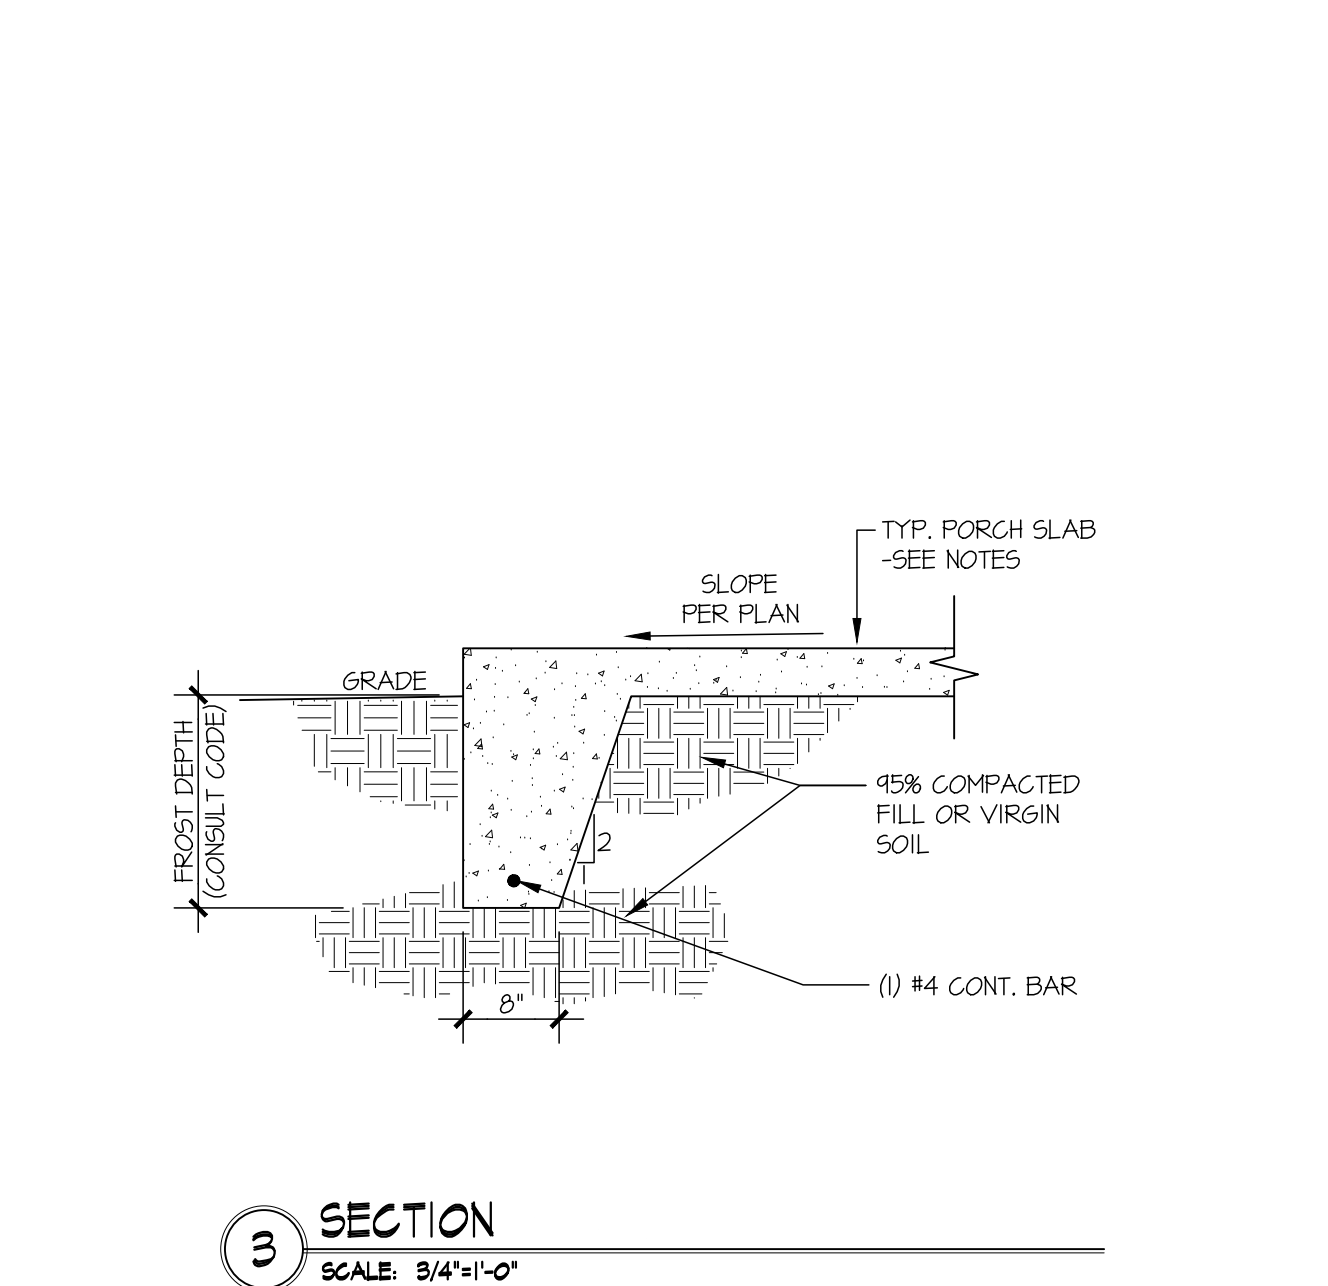 TYP. PORCH SLAB
-SEE NOTES
SLOPE
PER PLAN
GRADE
FROST DEPTH
(CONSULT CODE)
95% COMPACTED
FILL OR VIRGIN
SOIL
2
1
(1) #4 CONT. BAR
8"
3
SECTION
SCALE: 3/4"=1'-0"